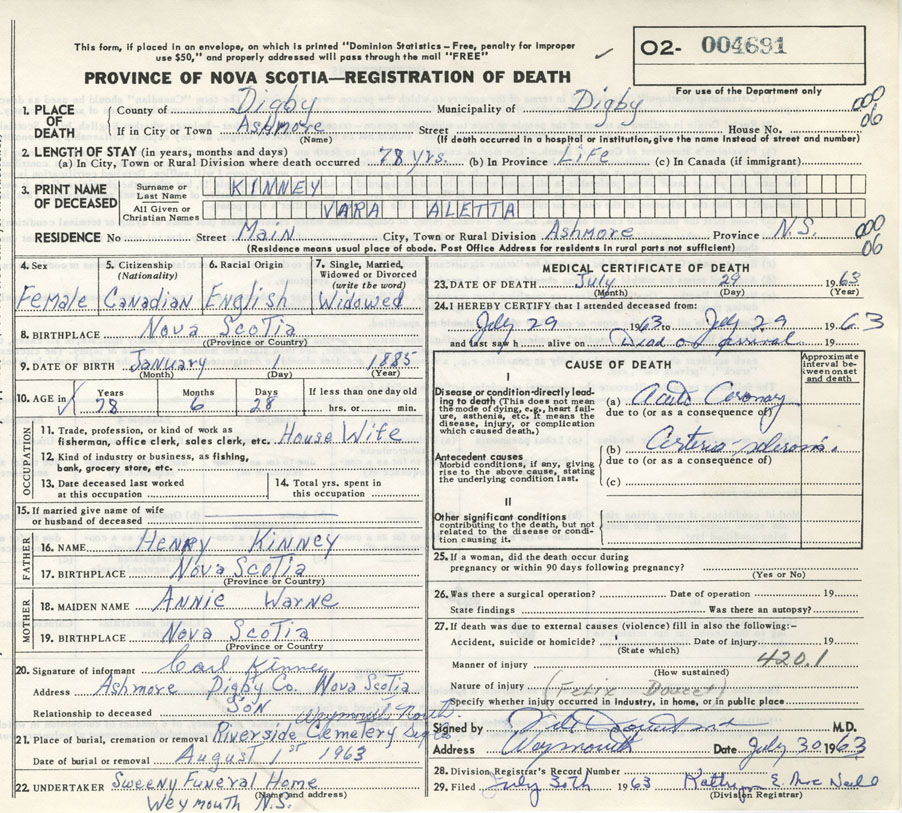 This form, if placed in an envelope, on which is printed "Dominion Statistics - Free, penalty for improper
use $50," and properly addressed will pass through the mail "FREE"
O2- 004691
PROVINCE OF NOVA SCOTIA—REGISTRATION OF DEATH
For use of the Department only
1. PLACE OF DEATH County of Digby Municipality of Digby 000
If in City or Town Ashmore Street House No. 06
(Name) (If death occurred in a hospital or institution, give the name instead of street and number)
2. LENGTH OF STAY (in years, months and days)
(a) In City, Town or Rural Division where death occurred 78 yrs. (b) In Province Life (c) In Canada (if immigrant)
3. PRINT NAME OF DECEASED Surname or Last Name KINNEY
All Given or Christian Names VARA ALETTA
RESIDENCE No Street Main City, Town or Rural Division Ashmore Province N.S. 000
(Residence means usual place of abode. Post Office Address for residents in rural parts not sufficient) 06
4. Sex Female
5. Citizenship (Nationality) Canadian
6. Racial Origin English
7. Single, Married, Widowed or Divorced (write the word) Widowed
8. BIRTHPLACE Nova Scotia
(Province or Country)
9. DATE OF BIRTH January 1 1885
(Month) (Day) (Year)
10. AGE in Years Months Days If less than one day old
78 6 28 hrs. or min.
OCCUPATION
11. Trade, profession, or kind of work as
fisherman, office clerk, sales clerk, etc. House Wife
12. Kind of industry or business, as fishing,
bank, grocery store, etc.
13. Date deceased last worked
at this occupation
14. Total yrs. spent in
this occupation
15. If married give name of wife
or husband of deceased
FATHER
16. NAME Henry Kinney
17. BIRTHPLACE Nova Scotia
(Province or Country)
MOTHER
18. MAIDEN NAME Annie Warne
19. BIRTHPLACE Nova Scotia
(Province or Country)
20. Signature of informant Carl Kinney
Address Ashmore Digby Co. Nova Scotia
Relationship to deceased Son
Weymouth North
21. Place of burial, cremation or removal Riverside Cemetery
Date of burial or removal August 1st 1963
22. UNDERTAKER Sweeny Funeral Home
(Name and address)
Weymouth N.S.
MEDICAL CERTIFICATE OF DEATH
23. DATE OF DEATH July 29 1963
(Month) (Day) (Year)
24. I HEREBY CERTIFY that I attended deceased from:
July 29 1963 to July 29 1963
and last saw h alive on Dead on arrival 19
CAUSE OF DEATH
Approximate interval between onset and death
I
Disease or condition directly leading to death (This does not mean the mode of dying, e.g., heart failure, asthenia, etc. It means the disease, injury, or complication which caused death.)
(a) Acute Coronary
due to (or as a consequence of)
Antecedent causes
Morbid conditions, if any, giving rise to the above cause, stating the underlying condition last.
(b) Arterio-sclerosis.
due to (or as a consequence of)
(c)
II
Other significant conditions
contributing to the death, but not related to the disease or condition causing it.
25. If a woman, did the death occur during
pregnancy or within 90 days following pregnancy?
(Yes or No)
26. Was there a surgical operation? Date of operation 19
State findings Was there an autopsy?
27. If death was due to external causes (violence) fill in also the following:-
Accident, suicide or homicide? Date of injury 19
(State which)
Manner of injury 420.1
(How sustained)
Nature of injury (Felix Doucet)
Specify whether injury occurred in industry, in home, or in public place
Signed by M.D.
Address Weymouth Date July 30 1963
28. Division Registrar's Record Number
29. Filed July 30th 1963 Kathryn E. McNeill
(Division Registrar)